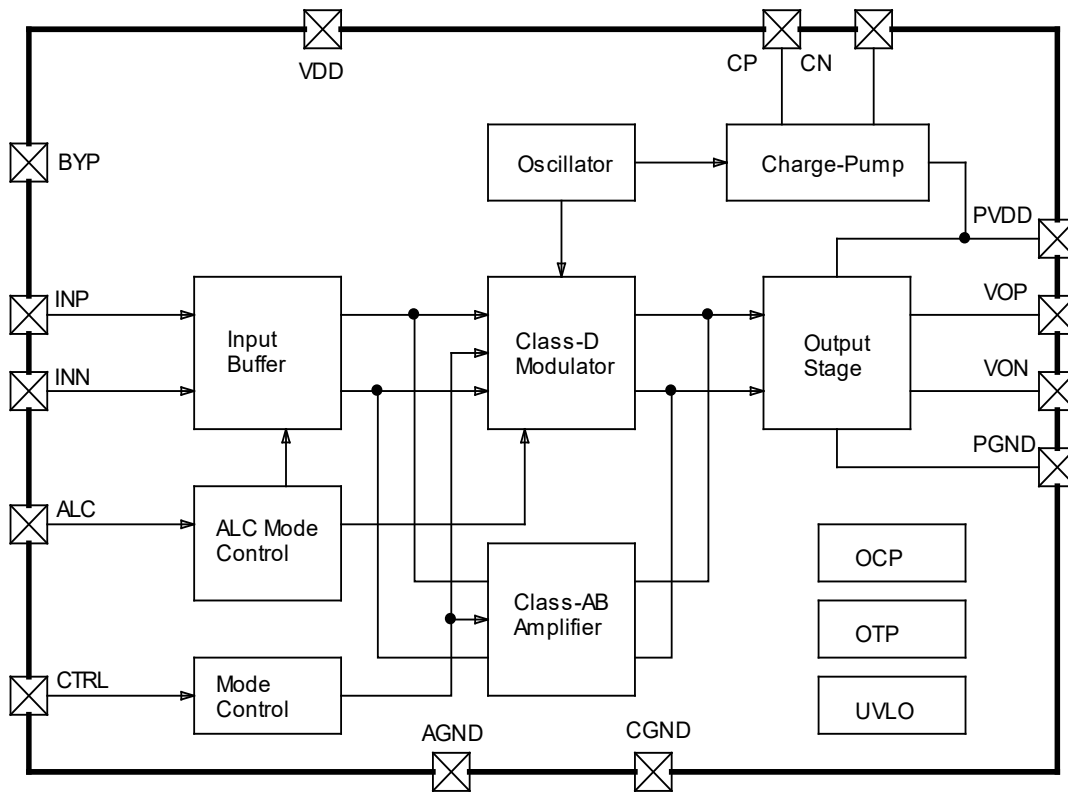 VDD
CP
CN
BYP
Oscillator
Charge-Pump
PVDD
INP
VOP
Input
Buffer
Class-D
Modulator
Output
Stage
INN
VON
PGND
ALC
ALC Mode
Control
OCP
Class-AB
Amplifier
OTP
CTRL
Mode
Control
UVLO
AGND
CGND